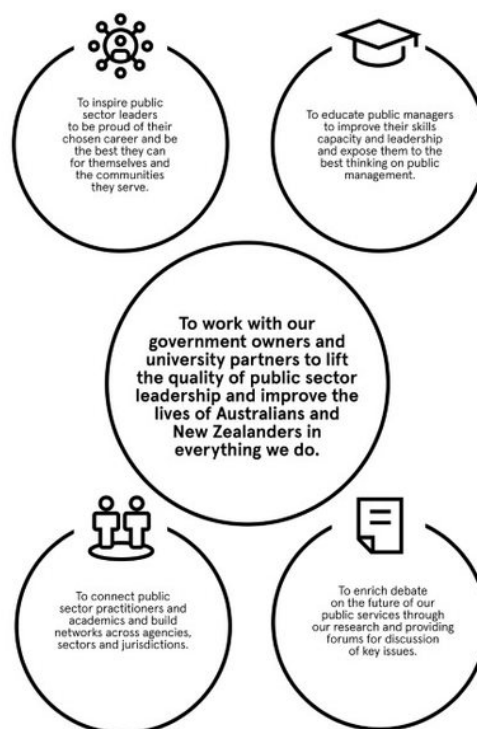 To inspire public
sector leaders
to be proud of their
chosen career and be
the best they can
for themselves and
the communities
they serve.
To educate public managers
to improve their skills
capacity and leadership
and expose them to the
best thinking on public
management.
To work with our
government owners and
university partners to lift
the quality of public sector
leadership and improve the
lives of Australians and
New Zealanders in
everything we do.
To connect public
sector practitioners and
academics and build
networks across agencies,
sectors and jurisdictions.
To enrich debate
on the future of our
public services through
our research and providing
forums for discussion
of key issues.